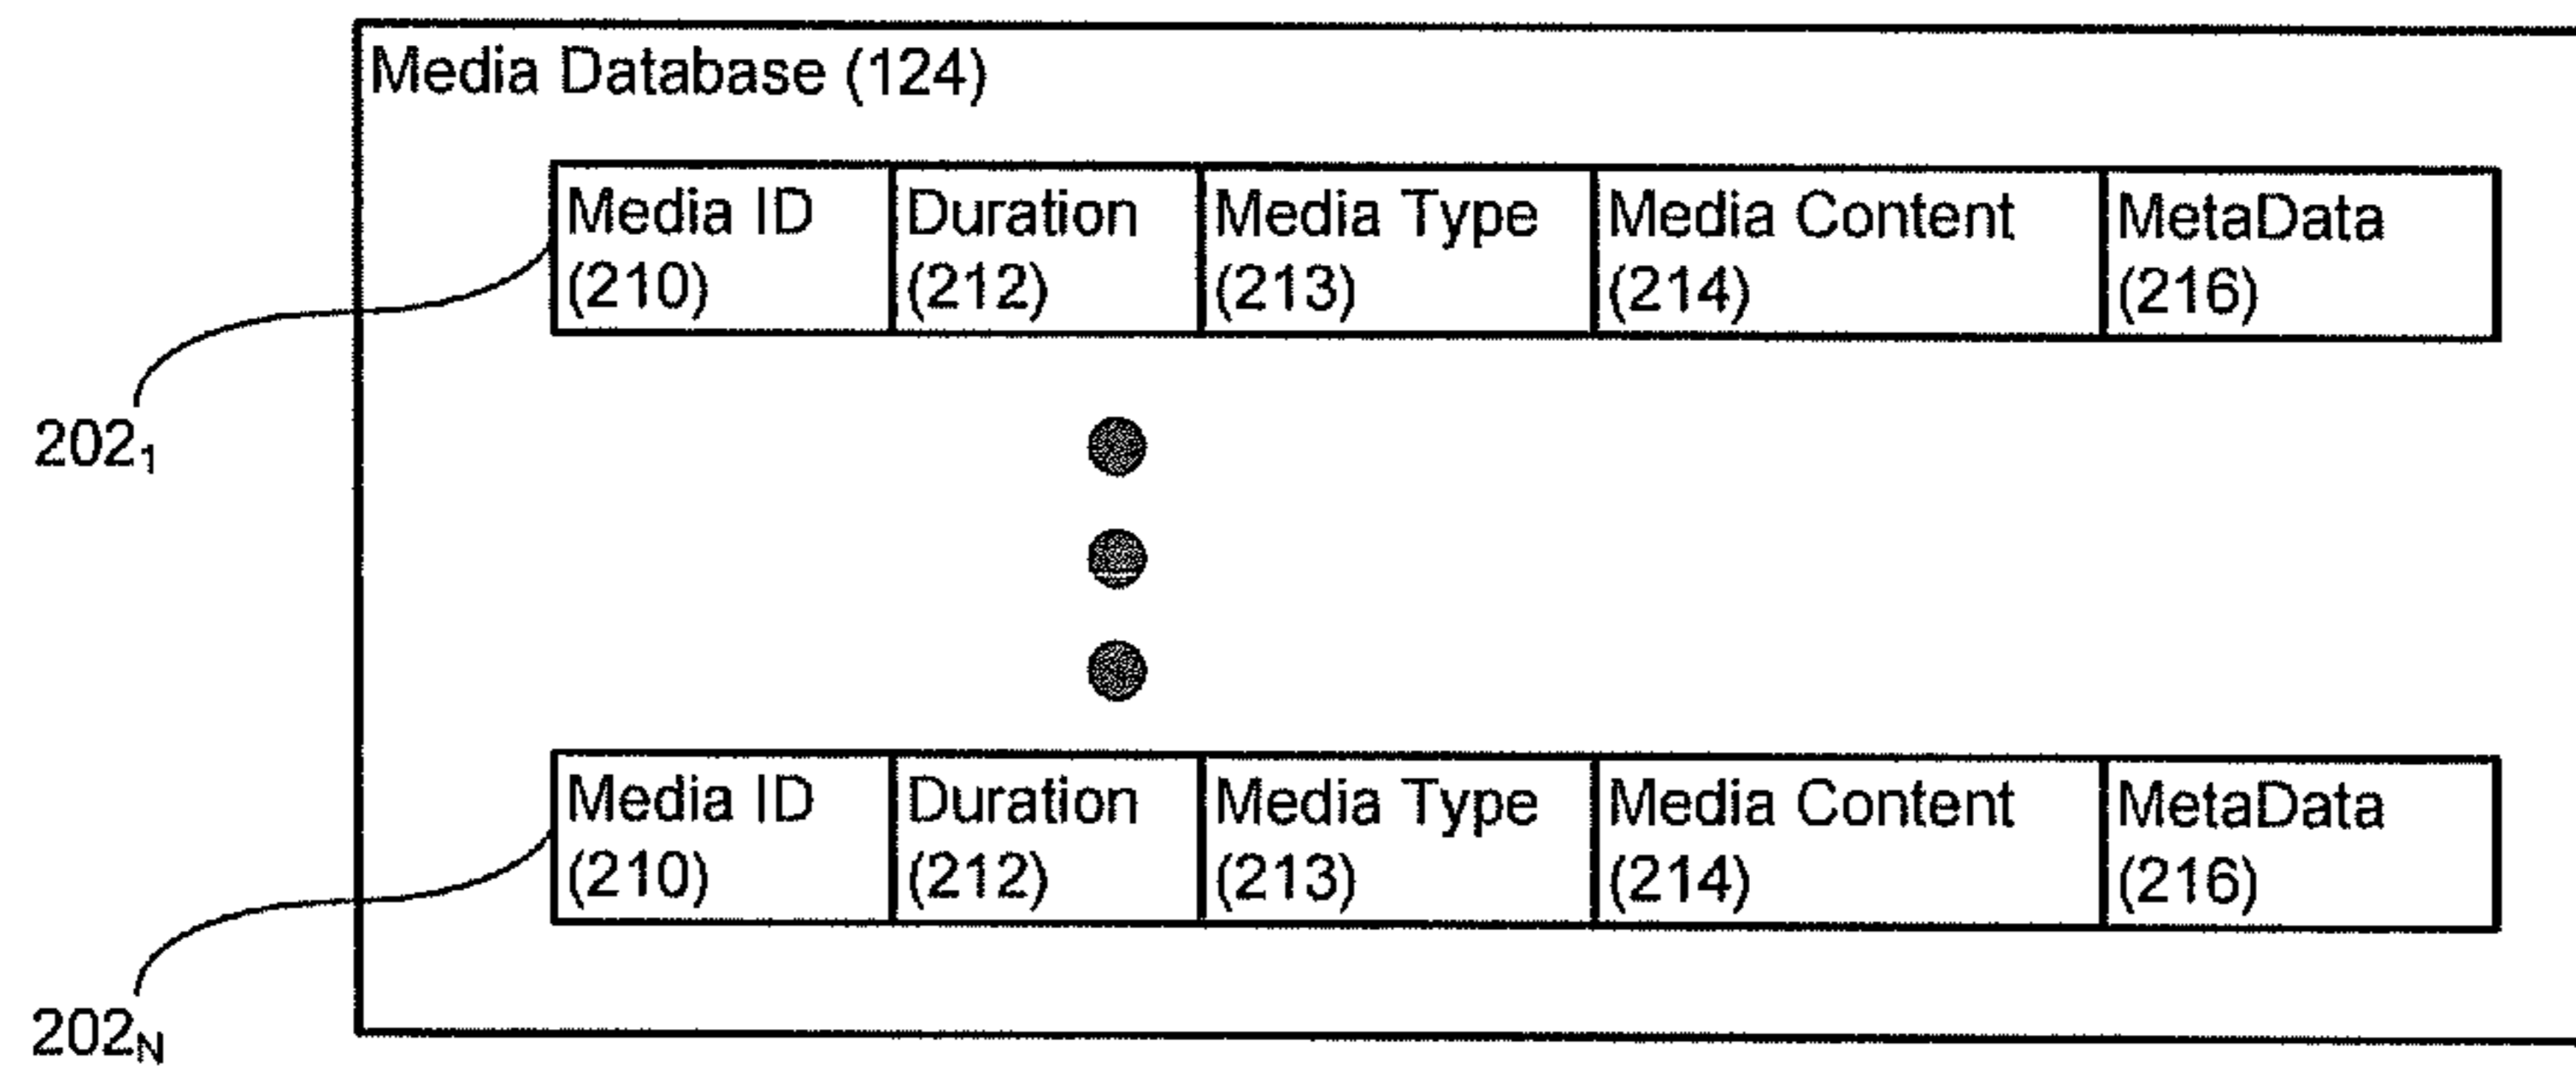 Media Database (124)
Media ID Duration Media Type Media Content MetaData
(210) (212) (213) (214) (216)
202₁
Media ID Duration Media Type Media Content MetaData
(210) (212) (213) (214) (216)
202_N